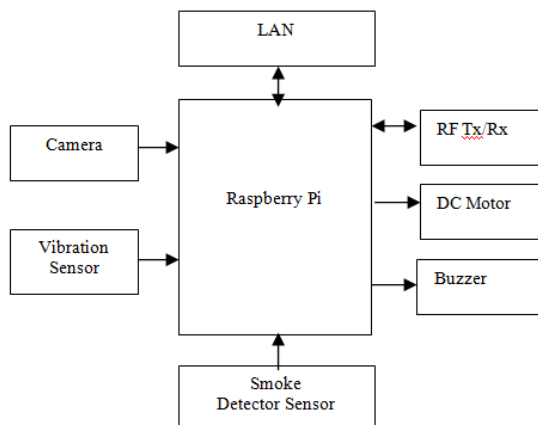 LAN
Camera
Raspberry Pi
RF Tx/Rx
DC Motor
Vibration
Sensor
Buzzer
Smoke
Detector Sensor